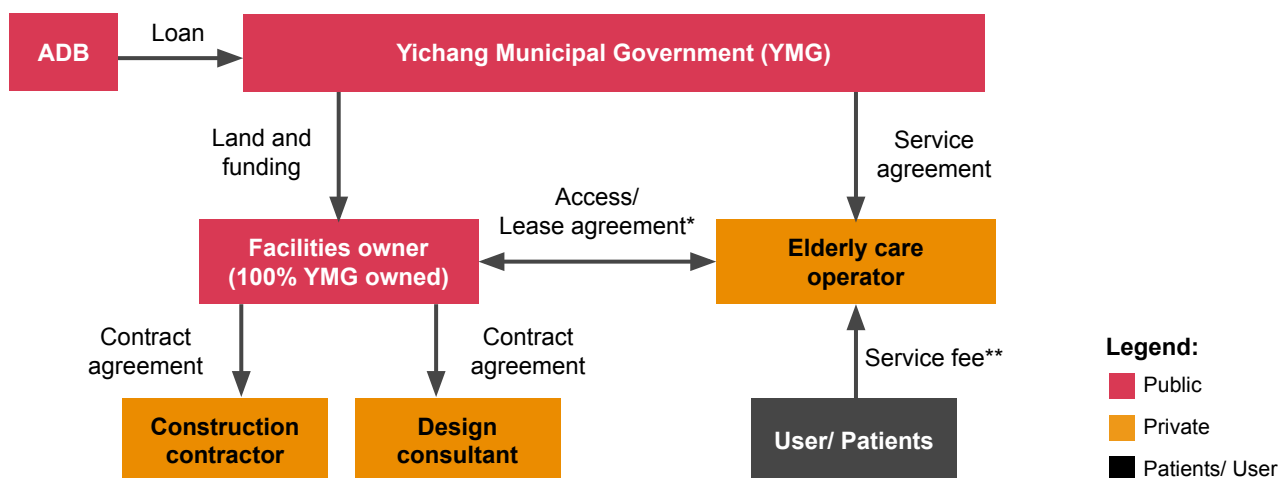 ADB
Loan
Yichang Municipal Government (YMG)
Land and
funding
Service
agreement
Access/
Lease agreement*
Facilities owner
(100% YMG owned)
Elderly care
operator
Contract
agreement
Contract
agreement
Service fee**
Construction
contractor
Design
consultant
User/ Patients
Legend:
Public
Private
Patients/ User